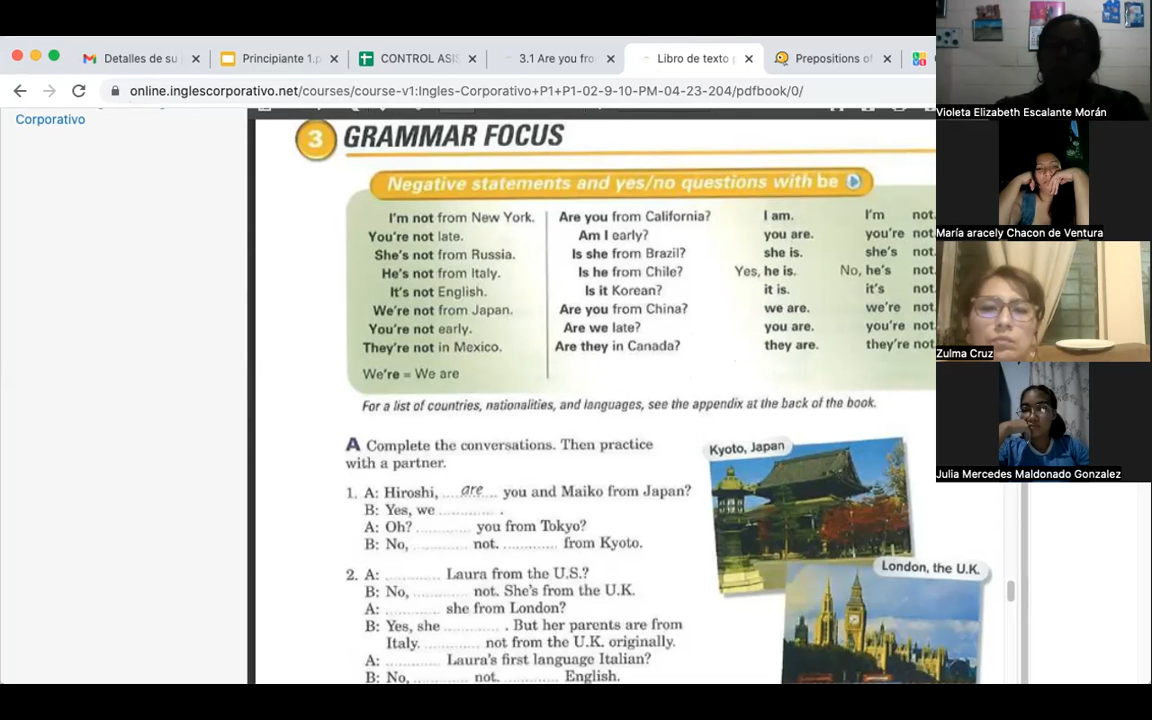 Detalles de su
Principiante 1.p
CONTROL ASI
3.1 Are you fro
Libro de texto p
Prepositions of
online.inglescorporativo.net/courses/course-v1:Ingles-Corporativo+P1+P1-02-9-10-PM-04-23-204/pdfbook/0/
Corporativo
3 GRAMMAR FOCUS
Negative statements and yes/no questions with be
I'm not from New York. Are you from California? I am. I'm not.
You're not late. Am I early? you are. you're not.
She's not from Russia. Is she from Brazil? she is. she's not.
He's not from Italy. Is he from Chile? Yes, he is. No, he's not.
It's not English. Is it Korean? it is. it's not.
We're not from Japan. Are you from China? we are. we're not.
You're not early. Are we late? you are. you're not.
They're not in Mexico. Are they in Canada? they are. they're not.
We're = We are
For a list of countries, nationalities, and languages, see the appendix at the back of the book.
A Complete the conversations. Then practice
with a partner.
1. A: Hiroshi, are you and Maiko from Japan?
B: Yes, we .............. .
A: Oh? .............. you from Tokyo?
B: No, .............. not. .............. from Kyoto.
2. A: .............. Laura from the U.S.?
B: No, .............. not. She's from the U.K.
A: .............. she from London?
B: Yes, she .............. . But her parents are from
Italy. .............. not from the U.K. originally.
A: .............. Laura's first language Italian?
B: No, .............. not. .............. English.
Kyoto, Japan
London, the U.K.
Violeta Elizabeth Escalante Morán
María aracely Chacon de Ventura
Zulma Cruz
Julia Mercedes Maldonado Gonzalez